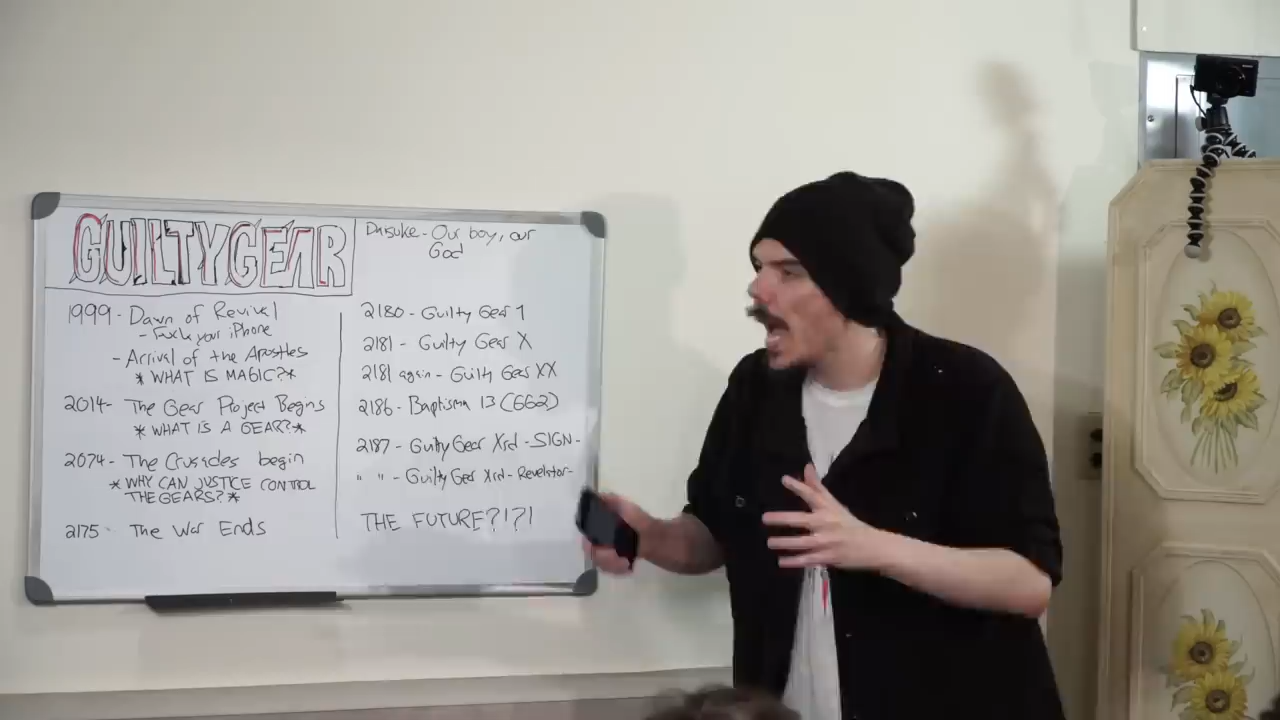 GUILTY GEAR
Daisuke - Our boy, our
God
1999 - Dawn of Revival
- Fuck your iPhone
- Arrival of the Apostles
* WHAT IS MAGIC? *
2014 - The Gear Project Begins
* WHAT IS A GEAR? *
2074 - The Crusades begin
* WHY CAN JUSTICE CONTROL
THE GEARS? *
2175 - The War Ends
2180 - Guilty Gear 1
2181 - Guilty Gear X
2181 again - Guilty Gear XX
2186 - Baptisma 13 (GG2)
2187 - Guilty Gear Xrd - SIGN -
" " - Guilty Gear Xrd - Revelator -
THE FUTURE?!?!